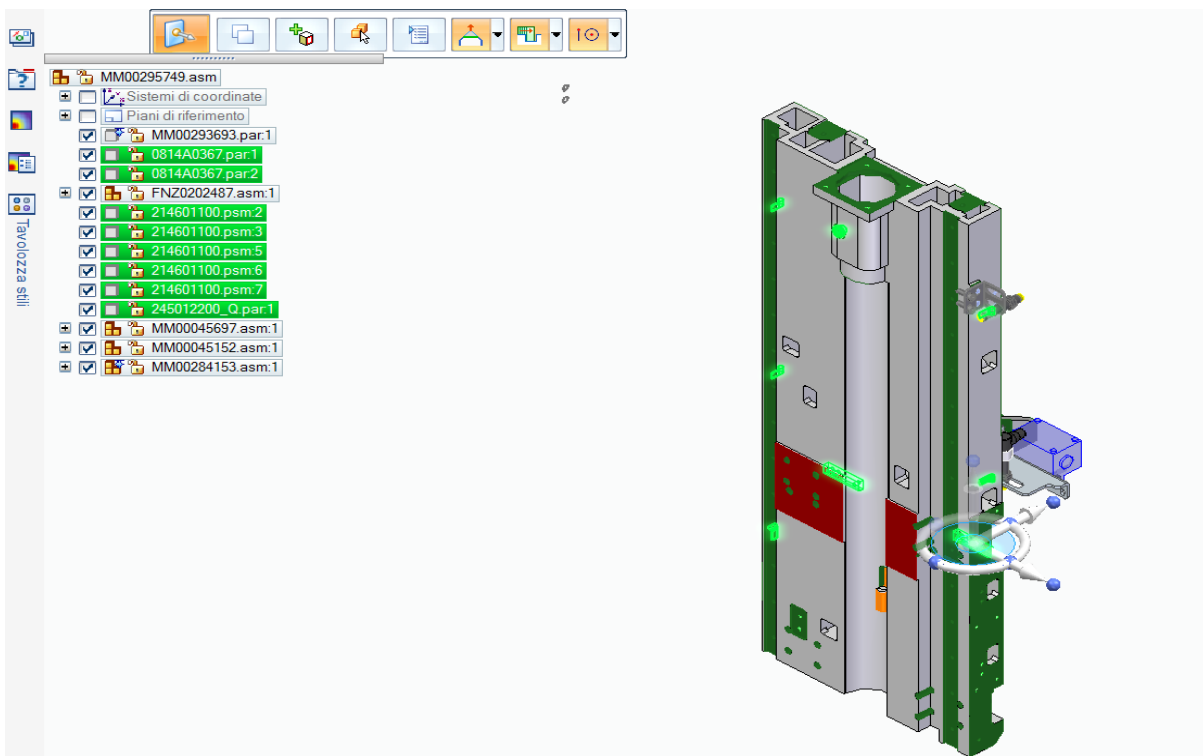 MM00295749.asm
Sistemi di coordinate
Piani di riferimento
MM00293693.par:1
0814A0367.par:1
0814A0367.par:2
FNZ0202487.asm:1
214601100.psm:2
214601100.psm:3
214601100.psm:5
214601100.psm:6
214601100.psm:7
245012200_Q.par:1
MM00045697.asm:1
MM00045152.asm:1
MM00284153.asm:1
Tavolozza stili